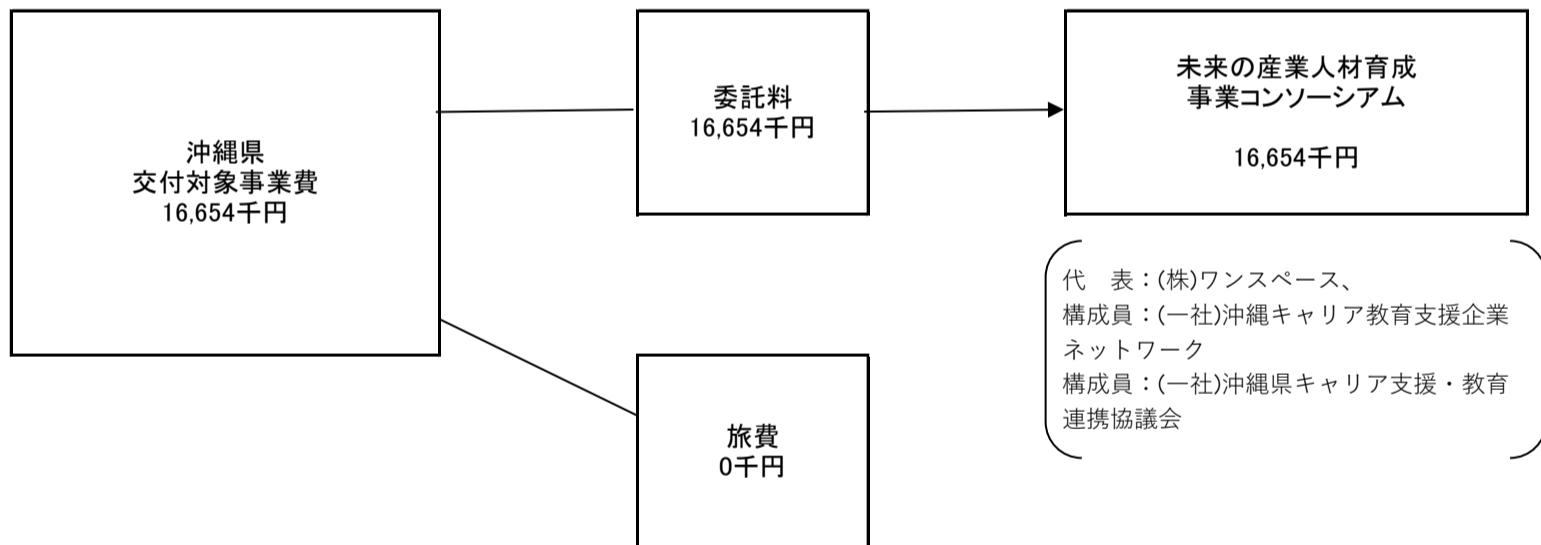 沖縄県
交付対象事業費
16,654千円
委託料
16,654千円
未来の産業人材育成
事業コンソーシアム
16,654千円
代　表：(株)ワンスペース、
構成員：(一社)沖縄キャリア教育支援企業
ネットワーク
構成員：(一社)沖縄県キャリア支援・教育
連携協議会
旅費
0千円